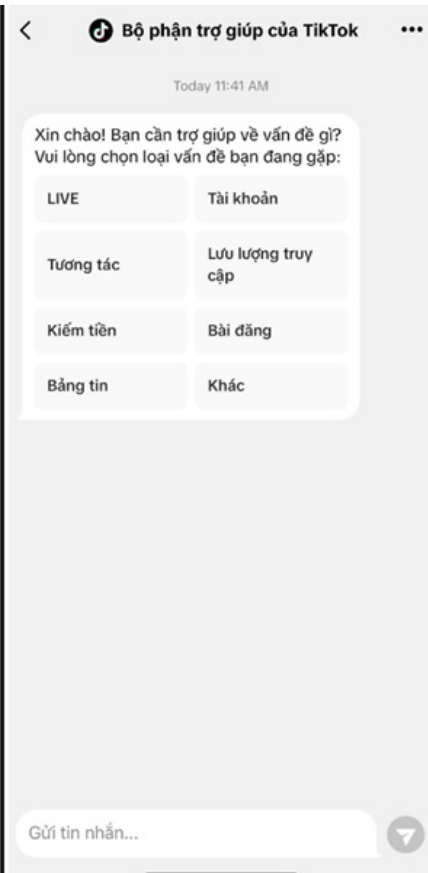 Bộ phận trợ giúp của TikTok
Today 11:41 AM
Xin chào! Bạn cần trợ giúp về vấn đề gì?
Vui lòng chọn loại vấn đề bạn đang gặp:
LIVE
Tài khoản
Tương tác
Lưu lượng truy
cập
Kiếm tiền
Bài đăng
Bảng tin
Khác
Gửi tin nhắn...